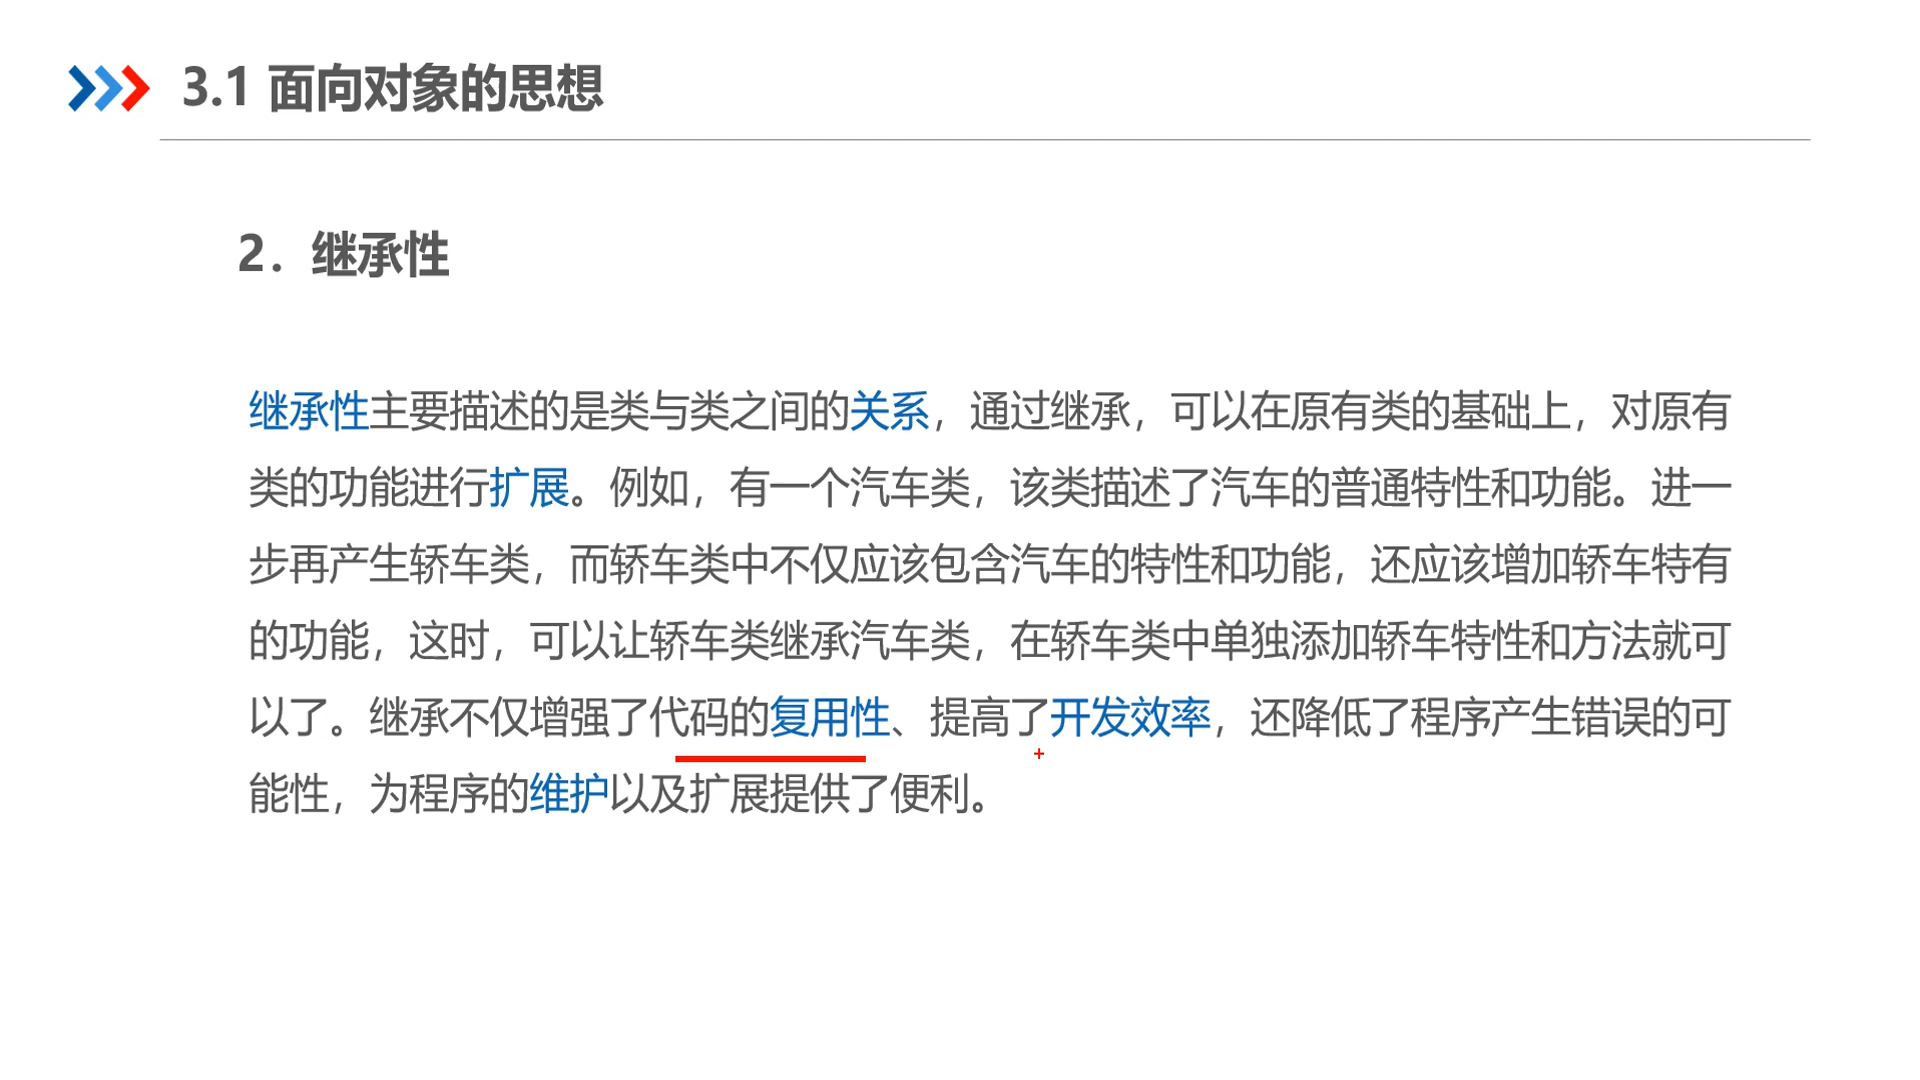 3.1 面向对象的思想
2．继承性
继承性主要描述的是类与类之间的关系，通过继承，可以在原有类的基础上，对原有
类的功能进行扩展。例如，有一个汽车类，该类描述了汽车的普通特性和功能。进一
步再产生轿车类，而轿车类中不仅应该包含汽车的特性和功能，还应该增加轿车特有
的功能，这时，可以让轿车类继承汽车类，在轿车类中单独添加轿车特性和方法就可
以了。继承不仅增强了代码的复用性、提高了开发效率，还降低了程序产生错误的可
能性，为程序的维护以及扩展提供了便利。